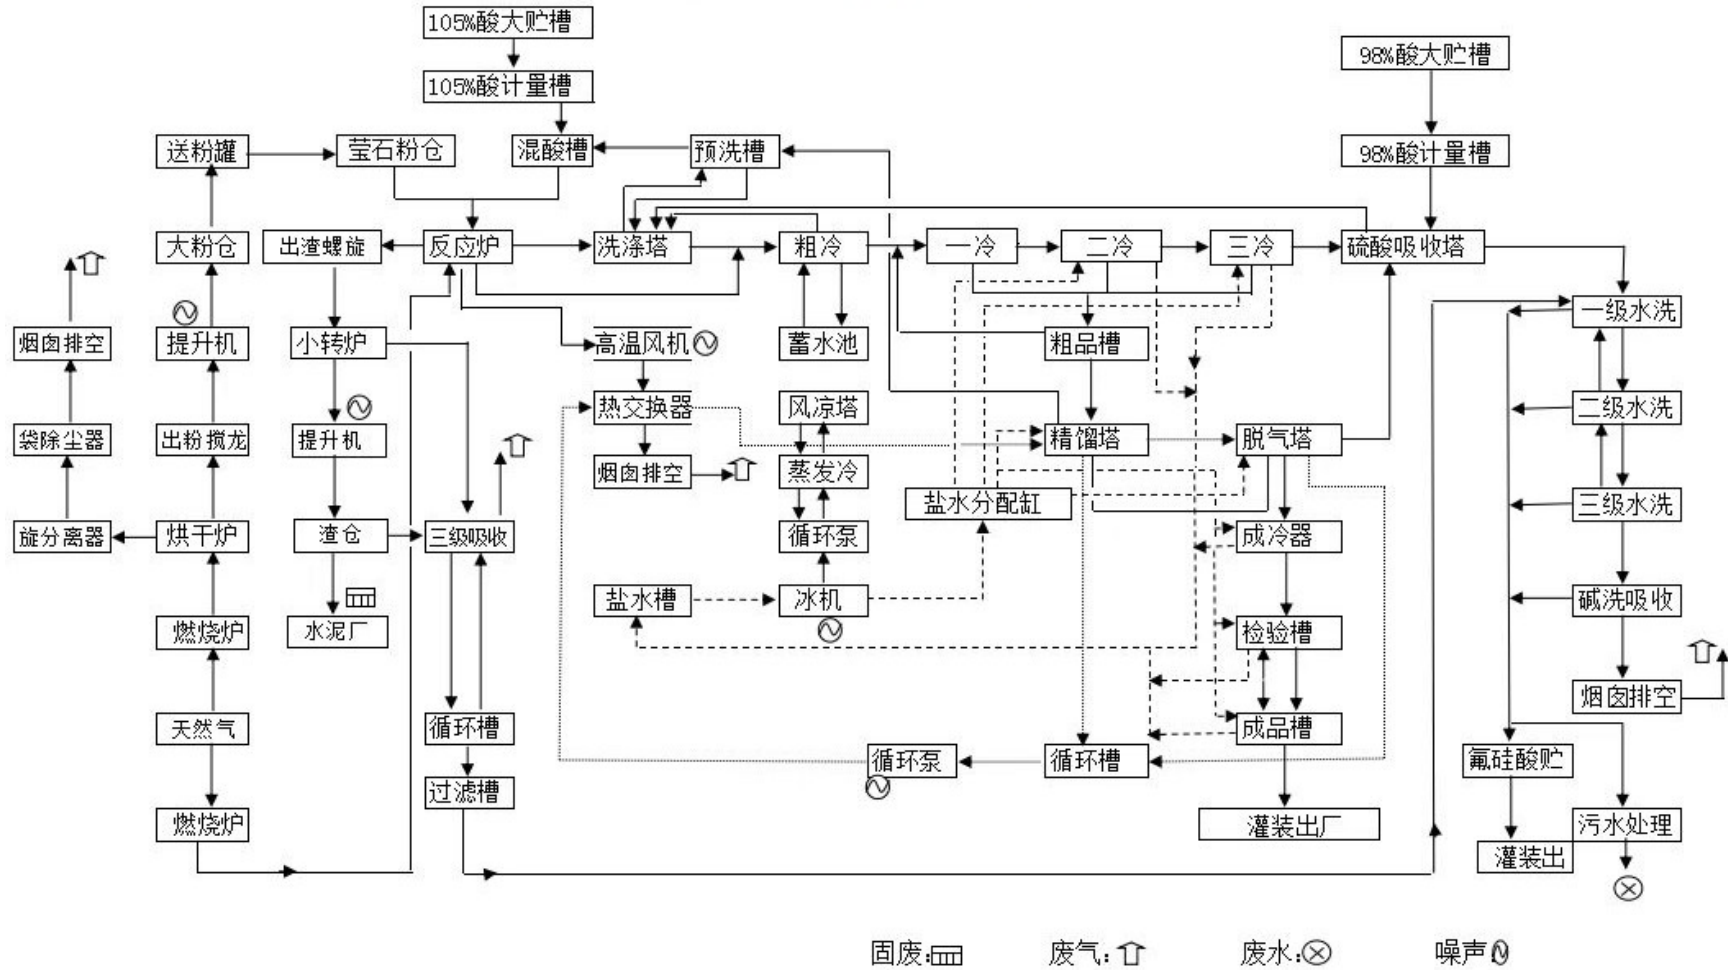 105%酸大贮槽
98%酸大贮槽
105%酸计量槽
送粉罐
莹石粉仓
混酸槽
预洗槽
98%酸计量槽
大粉仓
出渣螺旋
反应炉
洗涤塔
粗冷
一冷
二冷
三冷
硫酸吸收塔
一级水洗
烟囱排空
提升机
小转炉
高温风机
蓄水池
粗品槽
热交换器
风凉塔
二级水洗
袋除尘器
出粉搅龙
提升机
烟囱排空
蒸发冷
精馏塔
脱气塔
盐水分配缸
三级水洗
旋分离器
烘干炉
渣仓
三级吸收
循环泵
成冷器
盐水槽
冰机
碱洗吸收
燃烧炉
水泥厂
检验槽
烟囱排空
天然气
循环槽
成品槽
循环泵
循环槽
氟硅酸贮
过滤槽
燃烧炉
灌装出厂
污水处理
灌装出
固废:
废气:
废水:
噪声